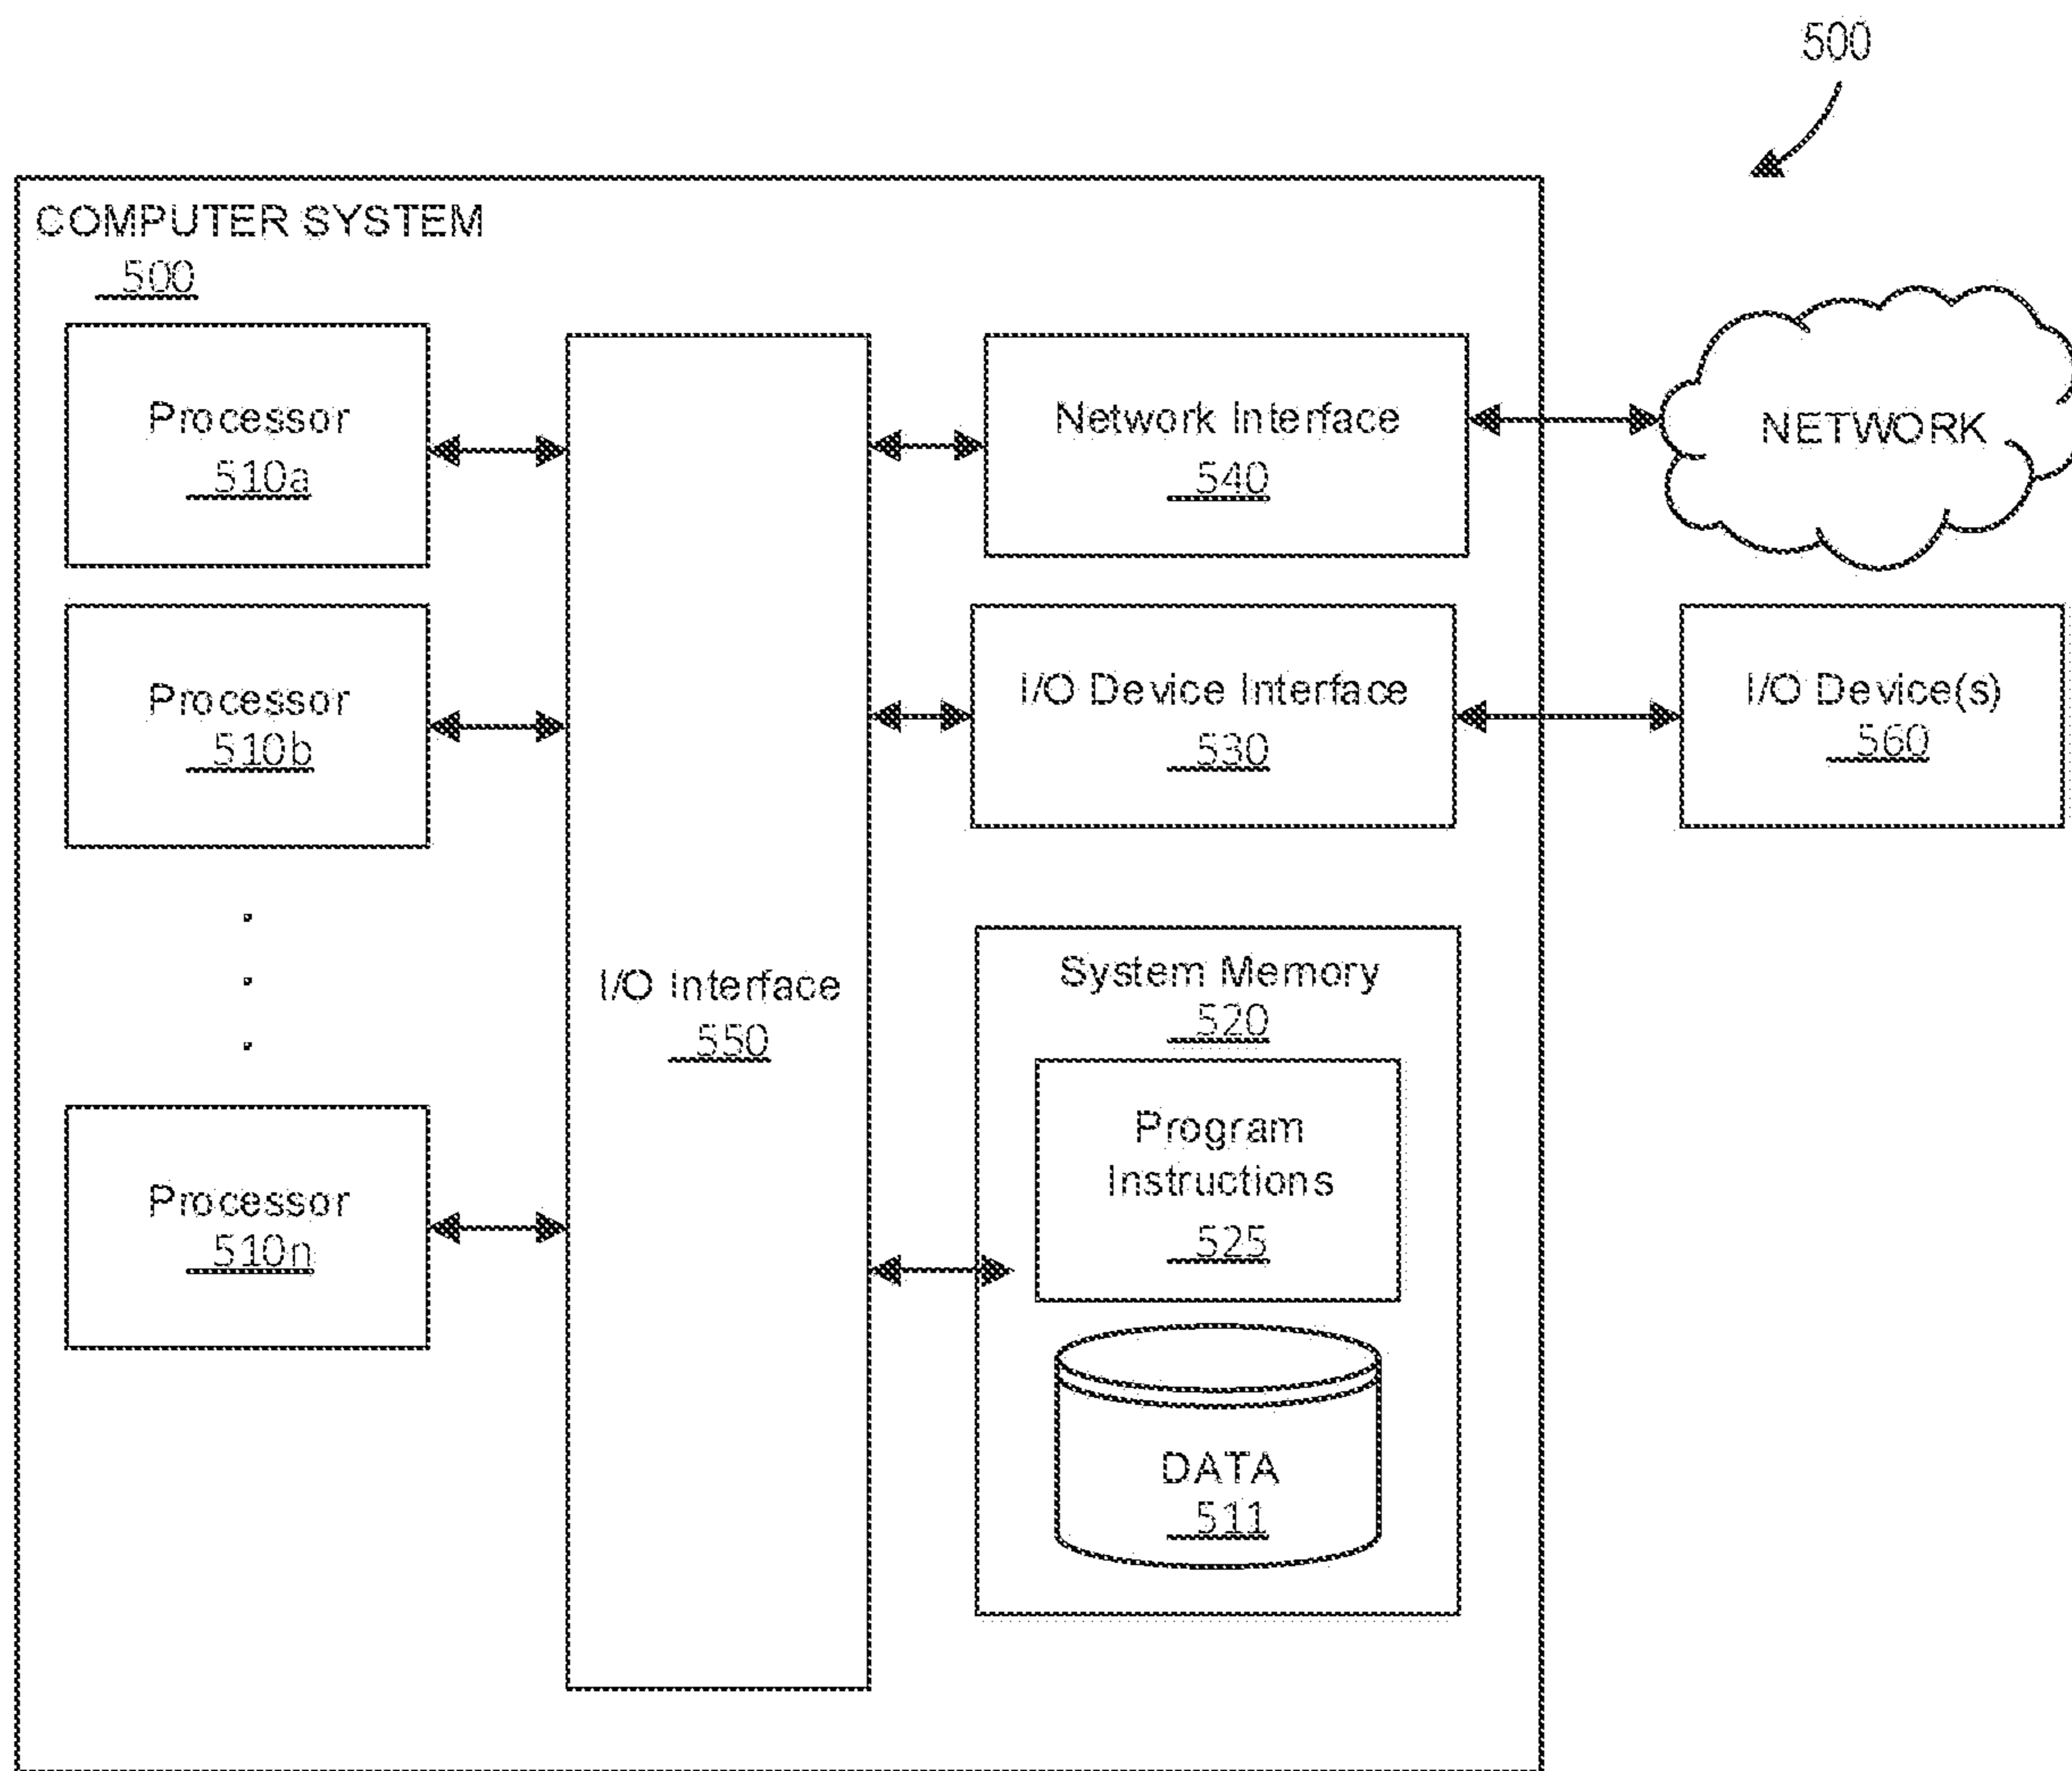 500
COMPUTER SYSTEM
500
Processor
510a
Processor
510b
Processor
510n
I/O Interface
550
Network Interface
540
I/O Device Interface
530
System Memory
520
Program
Instructions
525
DATA
511
NETWORK
I/O Device(s)
560